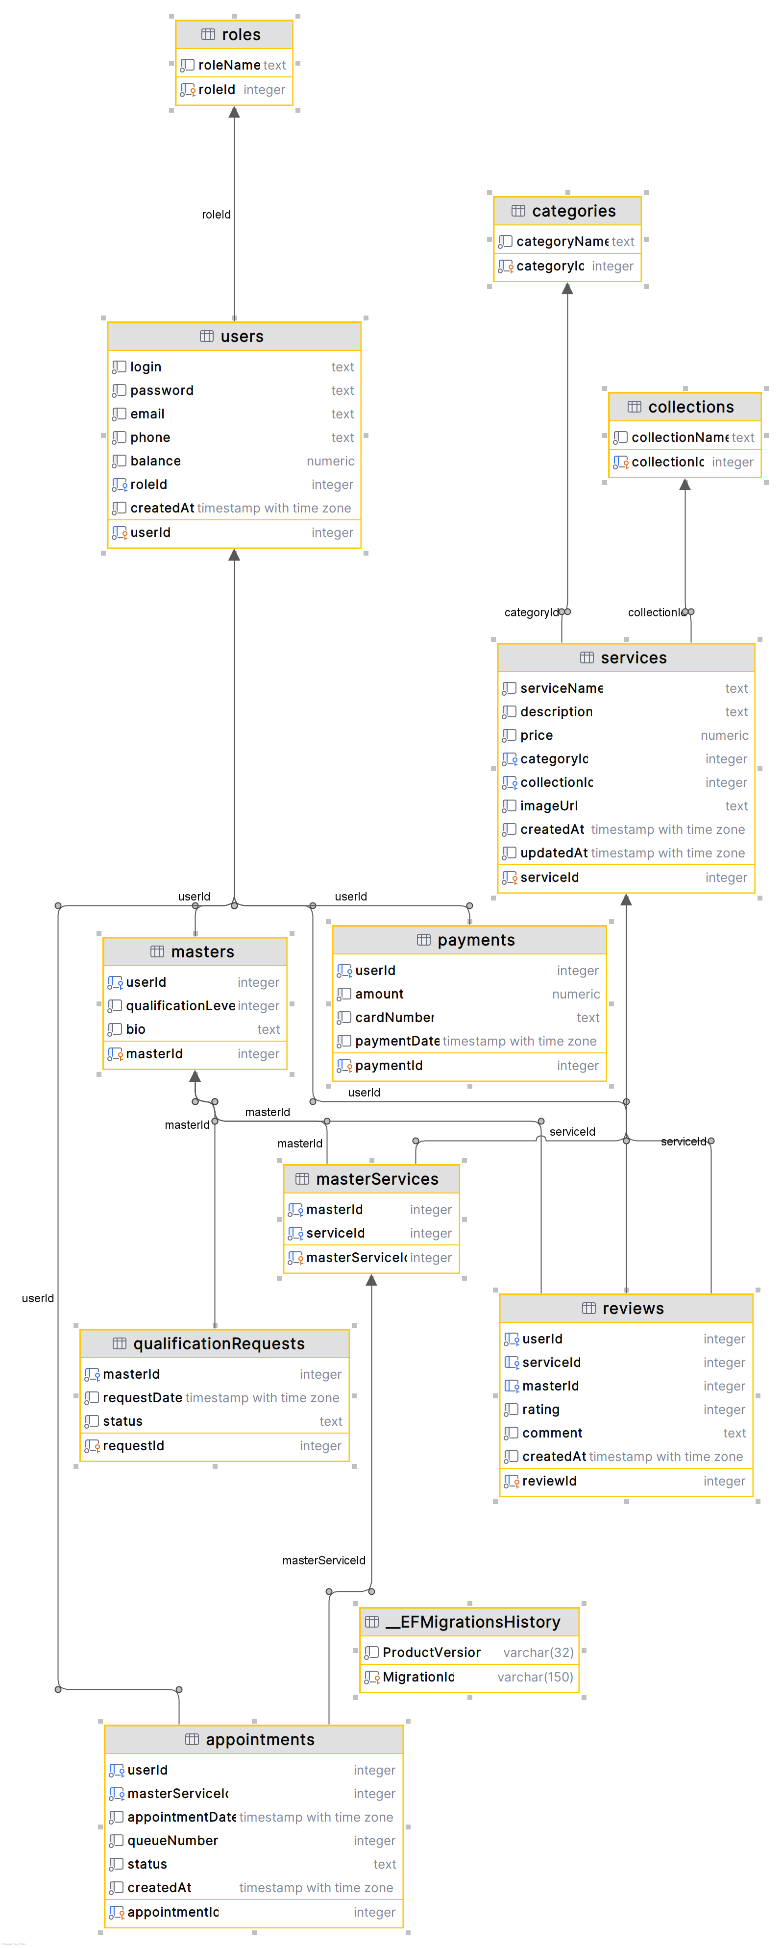 roles
roleName text
roleId integer
roleId
categories
categoryName text
categoryId integer
users
login text
password text
email text
phone text
balance numeric
roleId integer
createdAt timestamp with time zone
userId integer
collections
collectionName text
collectionId integer
categoryId
collectionId
services
serviceName text
description text
price numeric
categoryId integer
collectionId integer
imageUrl text
createdAt timestamp with time zone
updatedAt timestamp with time zone
serviceId integer
userId
userId
masters
userId integer
qualificationLeve integer
bio text
masterId integer
payments
userId integer
amount numeric
cardNumber text
paymentDate timestamp with time zone
paymentId integer
userId
masterId
masterId
masterId
serviceId
serviceId
masterServices
masterId integer
serviceId integer
masterServiceId integer
userId
qualificationRequests
masterId integer
requestDate timestamp with time zone
status text
requestId integer
reviews
userId integer
serviceId integer
masterId integer
rating integer
comment text
createdAt timestamp with time zone
reviewId integer
masterServiceId
__EFMigrationsHistory
ProductVersion varchar(32)
MigrationId varchar(150)
appointments
userId integer
masterServiceId integer
appointmentDate timestamp with time zone
queueNumber integer
status text
createdAt timestamp with time zone
appointmentId integer